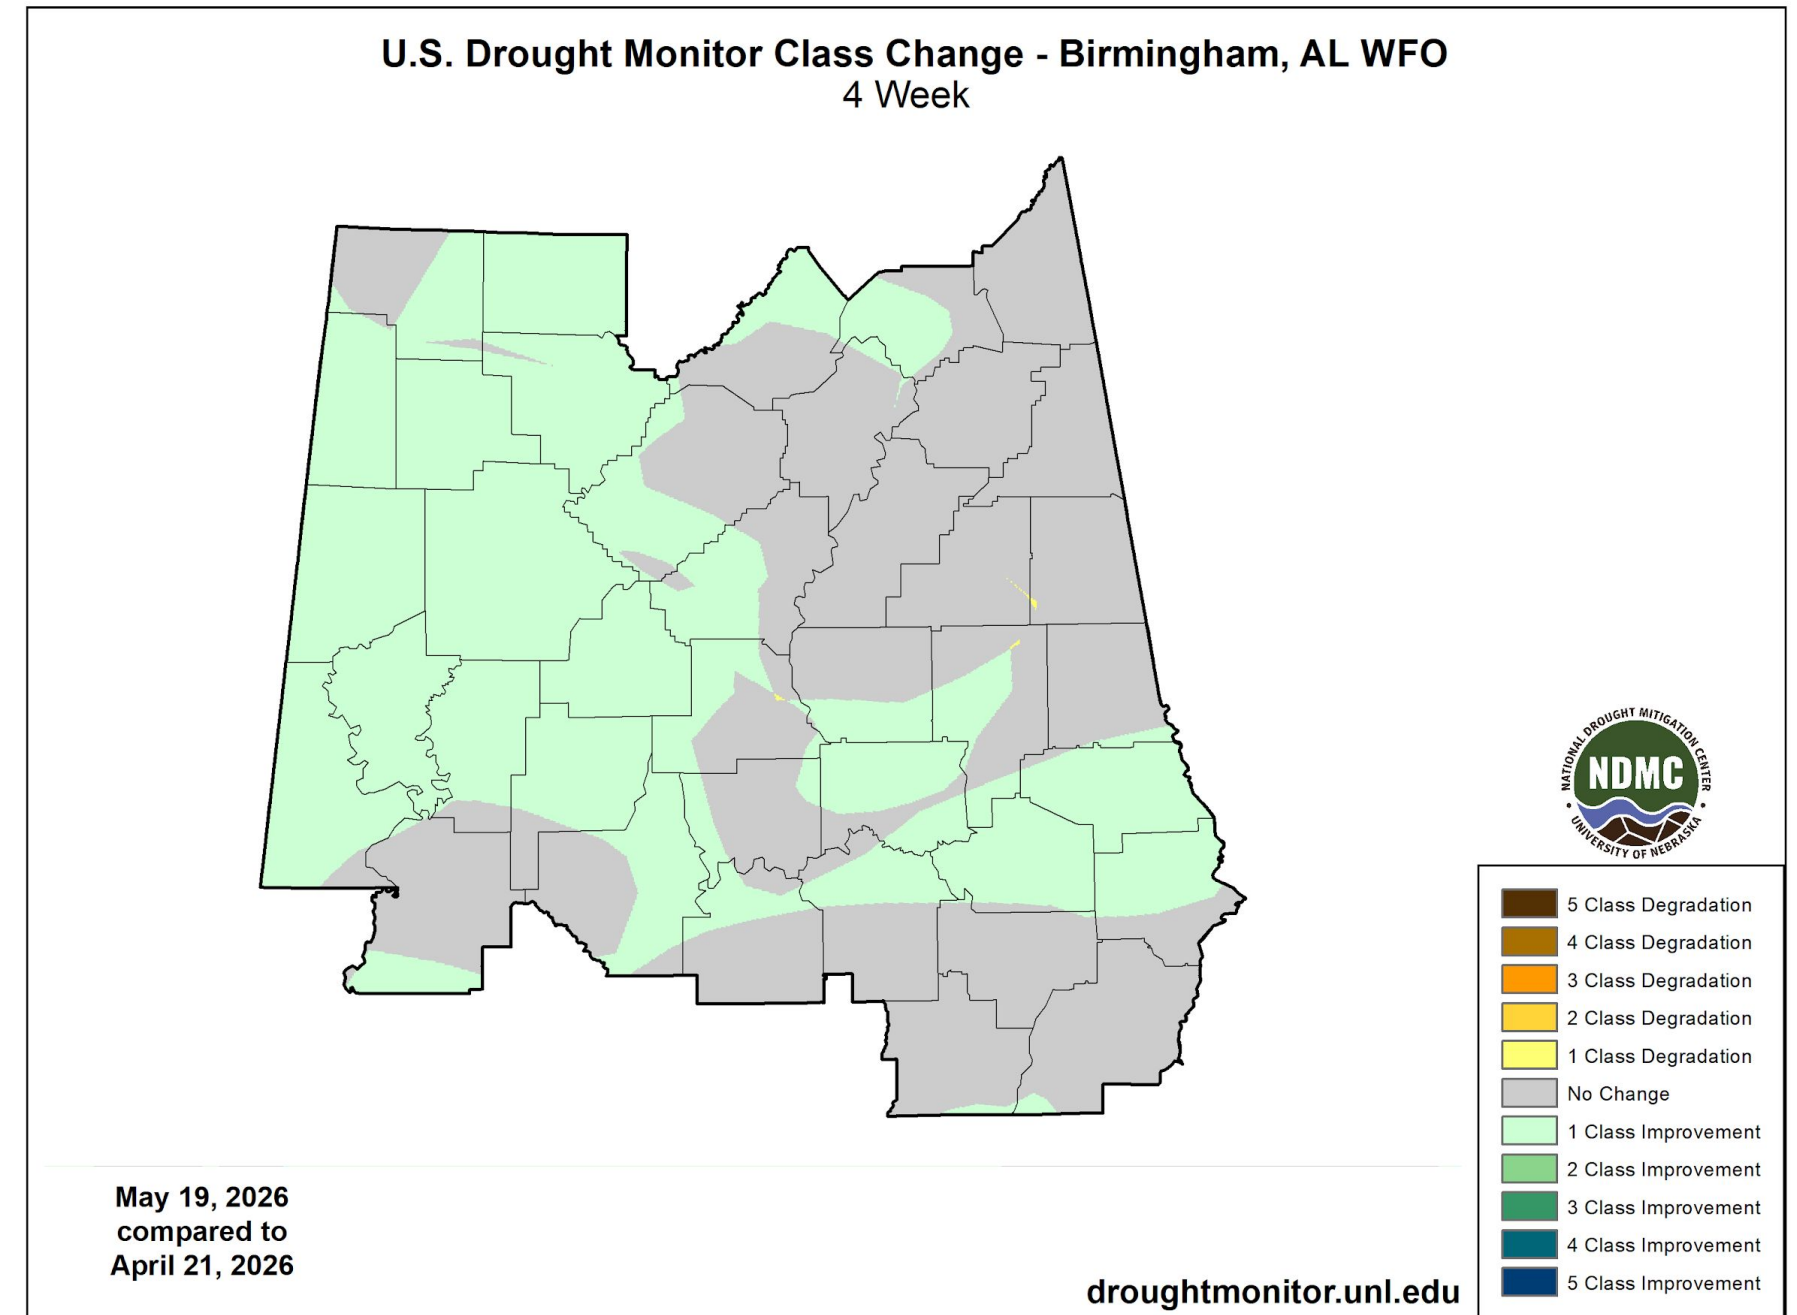 U.S. Drought Monitor Class Change - Birmingham, AL WFO
4 Week
NATIONAL DROUGHT MITIGATION CENTER
NDMC
UNIVERSITY OF NEBRASKA
5 Class Degradation
4 Class Degradation
3 Class Degradation
2 Class Degradation
1 Class Degradation
No Change
1 Class Improvement
2 Class Improvement
3 Class Improvement
4 Class Improvement
5 Class Improvement
May 19, 2026
compared to
April 21, 2026
droughtmonitor.unl.edu